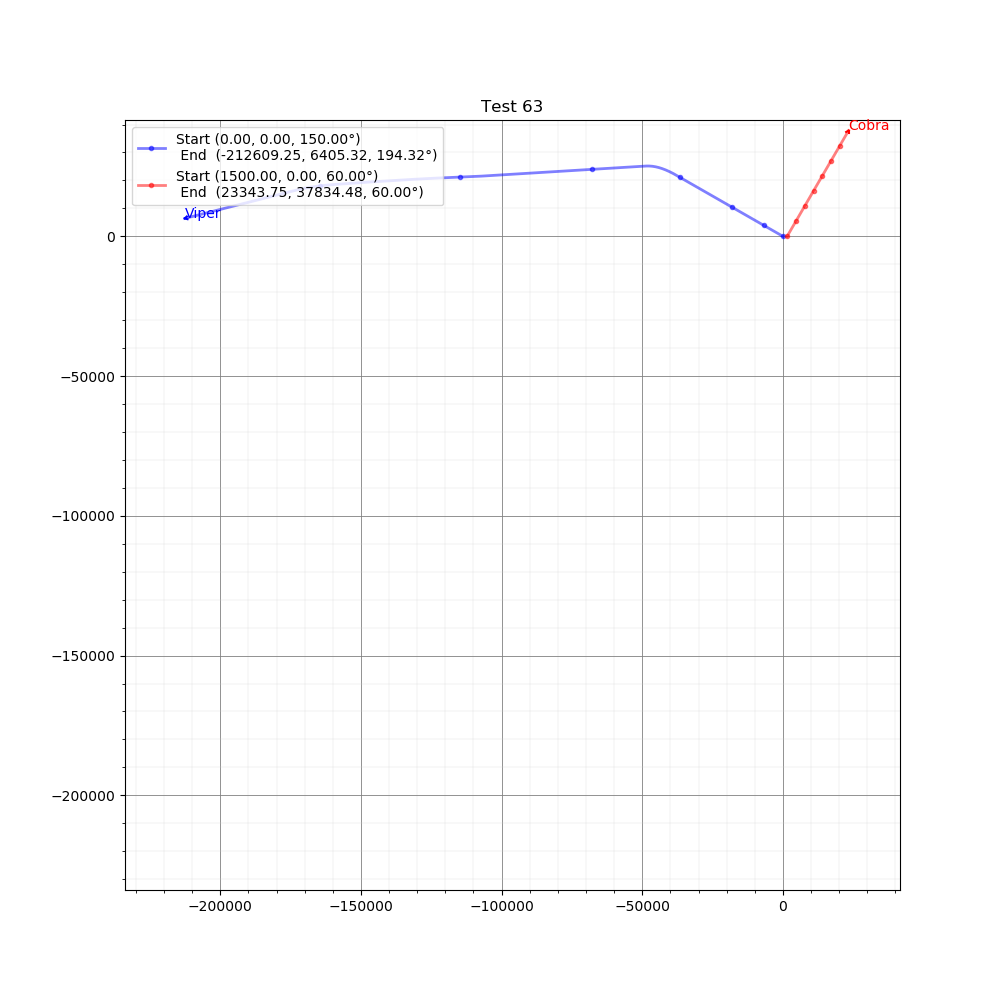 Test 63
Cobra
Start (0.00, 0.00, 150.00°)
End  (-212609.25, 6405.32, 194.32°)
Start (1500.00, 0.00, 60.00°)
End  (23343.75, 37834.48, 60.00°)
Viper
0
−50000
−100000
−150000
−200000
−200000 −150000 −100000 −50000 0